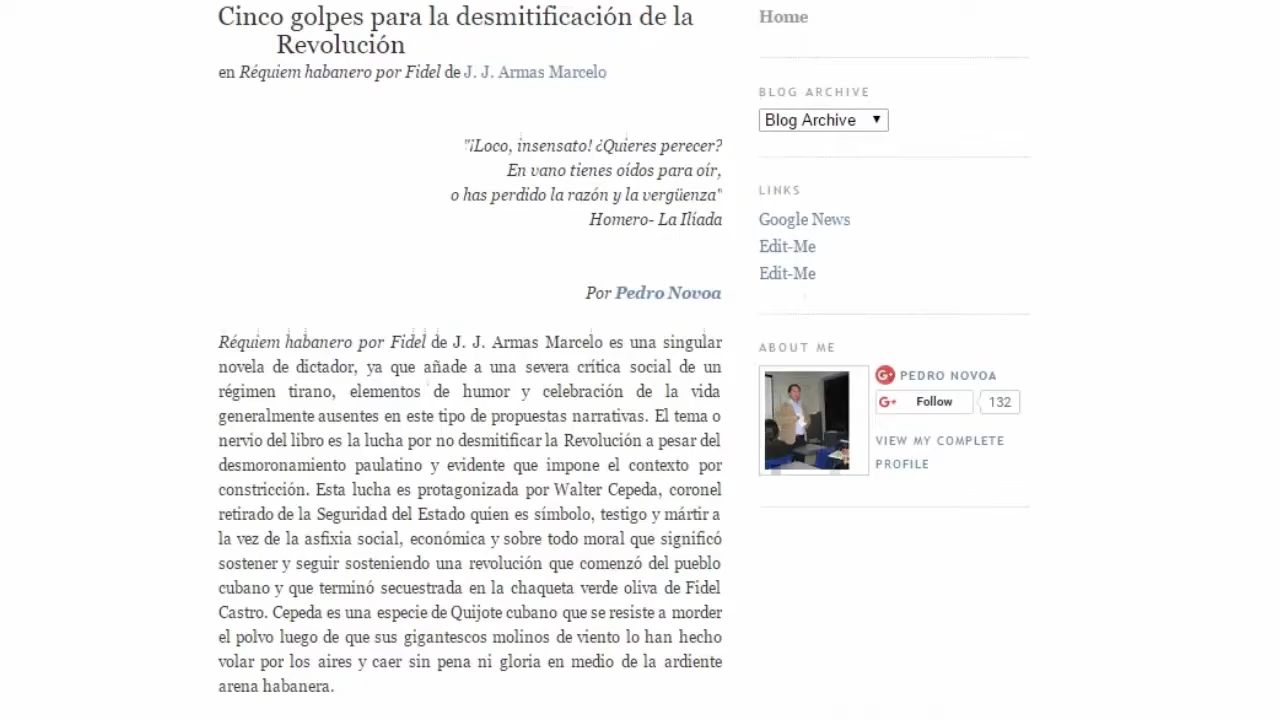 Cinco golpes para la desmitificación de la
Revolución
en Réquiem habanero por Fidel de J. J. Armas Marcelo
"¡Loco, insensato! ¿Quieres perecer?
En vano tienes oídos para oír,
o has perdido la razón y la vergüenza"
Homero- La Ilíada
Por Pedro Novoa
Réquiem habanero por Fidel de J. J. Armas Marcelo es una singular
novela de dictador, ya que añade a una severa crítica social de un
régimen tirano, elementos de humor y celebración de la vida
generalmente ausentes en este tipo de propuestas narrativas. El tema o
nervio del libro es la lucha por no desmitificar la Revolución a pesar del
desmoronamiento paulatino y evidente que impone el contexto por
constricción. Esta lucha es protagonizada por Walter Cepeda, coronel
retirado de la Seguridad del Estado quien es símbolo, testigo y mártir a
la vez de la asfixia social, económica y sobre todo moral que significó
sostener y seguir sosteniendo una revolución que comenzó del pueblo
cubano y que terminó secuestrada en la chaqueta verde oliva de Fidel
Castro. Cepeda es una especie de Quijote cubano que se resiste a morder
el polvo luego de que sus gigantescos molinos de viento lo han hecho
volar por los aires y caer sin pena ni gloria en medio de la ardiente
arena habanera.
Home
BLOG ARCHIVE
Blog Archive
LINKS
Google News
Edit-Me
Edit-Me
ABOUT ME
G+ PEDRO NOVOA
G+ Follow 132
VIEW MY COMPLETE
PROFILE